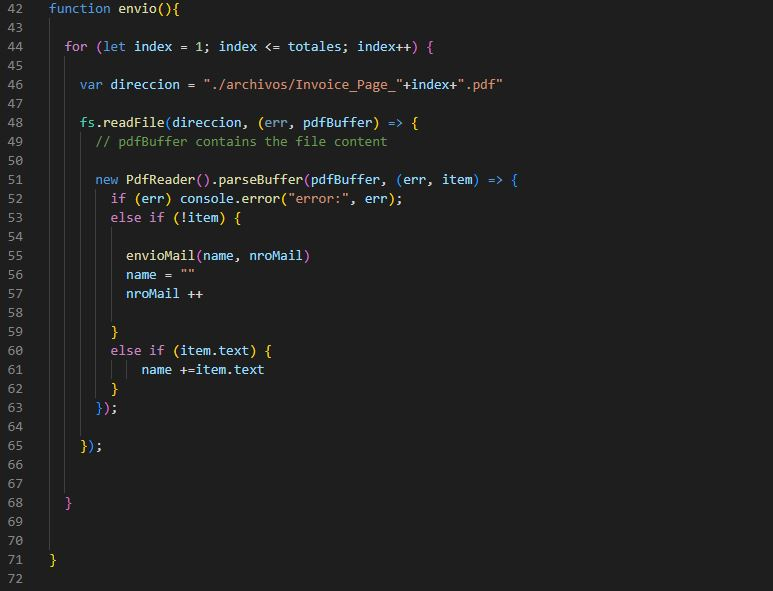 42 function envio(){
43
44 for (let index = 1; index <= totales; index++) {
45
46 var direccion = "./archivos/Invoice_Page_"+index+".pdf"
47
48 fs.readFile(direccion, (err, pdfBuffer) => {
49 // pdfBuffer contains the file content
50
51 new PdfReader().parseBuffer(pdfBuffer, (err, item) => {
52 if (err) console.error("error:", err);
53 else if (!item) {
54
55 envioMail(name, nroMail)
56 name = ""
57 nroMail ++
58
59 }
60 else if (item.text) {
61 name +=item.text
62 }
63 });
64
65 });
66
67
68 }
69
70
71 }
72